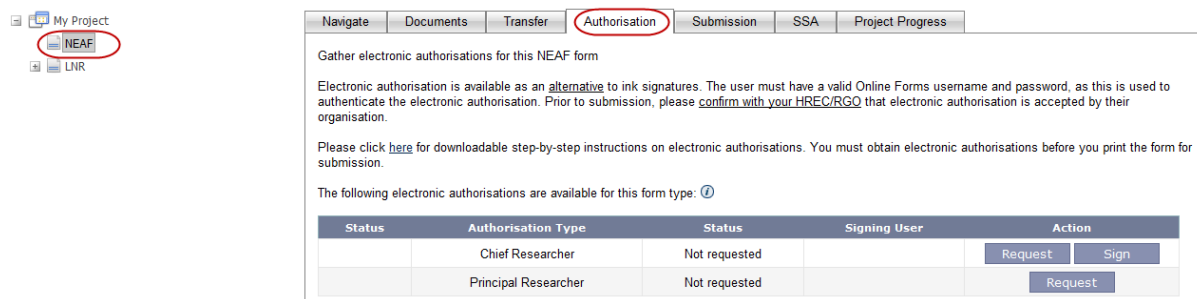 My Project
NEAF
LNR
Navigate Documents Transfer Authorisation Submission SSA Project Progress
Gather electronic authorisations for this NEAF form
Electronic authorisation is available as an alternative to ink signatures. The user must have a valid Online Forms username and password, as this is used to
authenticate the electronic authorisation. Prior to submission, please confirm with your HREC/RGO that electronic authorisation is accepted by their
organisation.
Please click here for downloadable step-by-step instructions on electronic authorisations. You must obtain electronic authorisations before you print the form for
submission.
The following electronic authorisations are available for this form type: i
Status Authorisation Type Status Signing User Action
Chief Researcher Not requested Request Sign
Principal Researcher Not requested Request